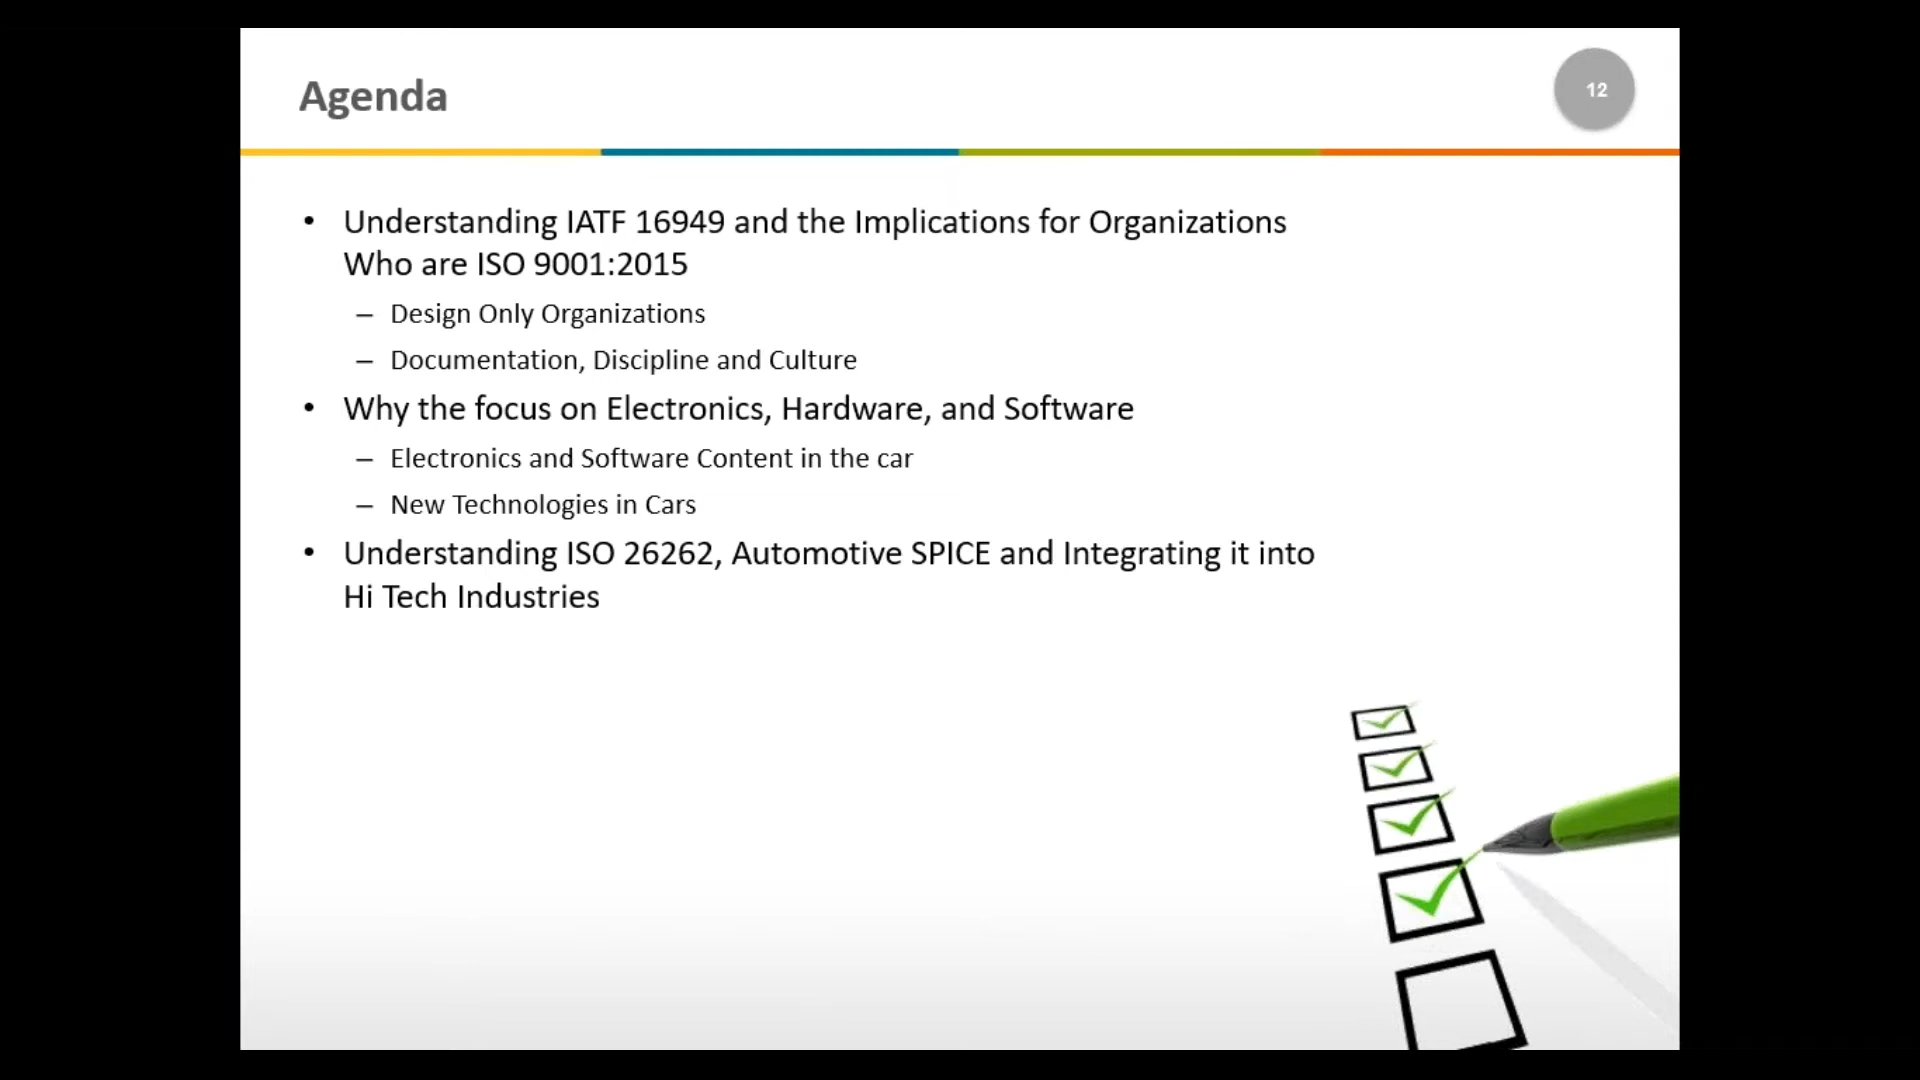 Agenda
12
• Understanding IATF 16949 and the Implications for Organizations
Who are ISO 9001:2015
– Design Only Organizations
– Documentation, Discipline and Culture
• Why the focus on Electronics, Hardware, and Software
– Electronics and Software Content in the car
– New Technologies in Cars
• Understanding ISO 26262, Automotive SPICE and Integrating it into
Hi Tech Industries